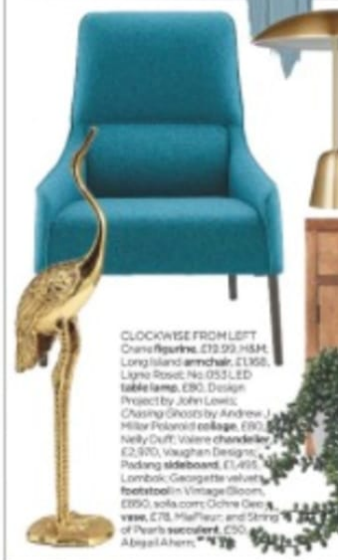 CLOCKWISE FROM LEFT
Crane figurine, £19.99, H&M;
Long Island armchair, £1,168,
Ligne Roset; No.053 LED
table lamp, £80, Design
Project by John Lewis;
Chasing Ghosts by Andrew J
Millar Polaroid collage, £80,
Nelly Duff; Valere chandelier,
£2,970, Vaughan Designs;
Padang sideboard, £1,495,
Lombok; Georgette velvet
footstool in Vintage Bloom,
£650, sofa.com; Ochre Geo
vase, £78, MiaFleur; and String
of Pearls succulent, £50,
Abigail Ahern